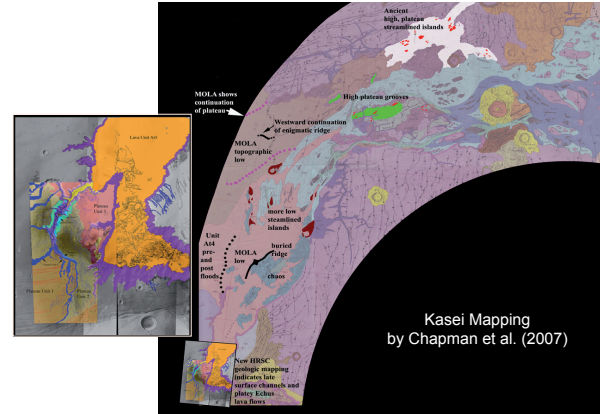 Ancient
high, plateau
streamlined islands
MOLA shows
continuation
of plateau
High plateau grooves
Westward continuation
of enigmatic ridge
MOLA
topographic
low
Lava Unit At4
Plateau
Unit 3
more low
steamlined
islands
Unit
At4
pre-
and
post
floods
MOLA
low
buried
ridge
chaos
Plateau Unit 1
Plateau
Unit 2
Kasei Mapping
by Chapman et al. (2007)
New HRSC
geologic mapping
indicates late
surface channels and
platey Echus
lava flows